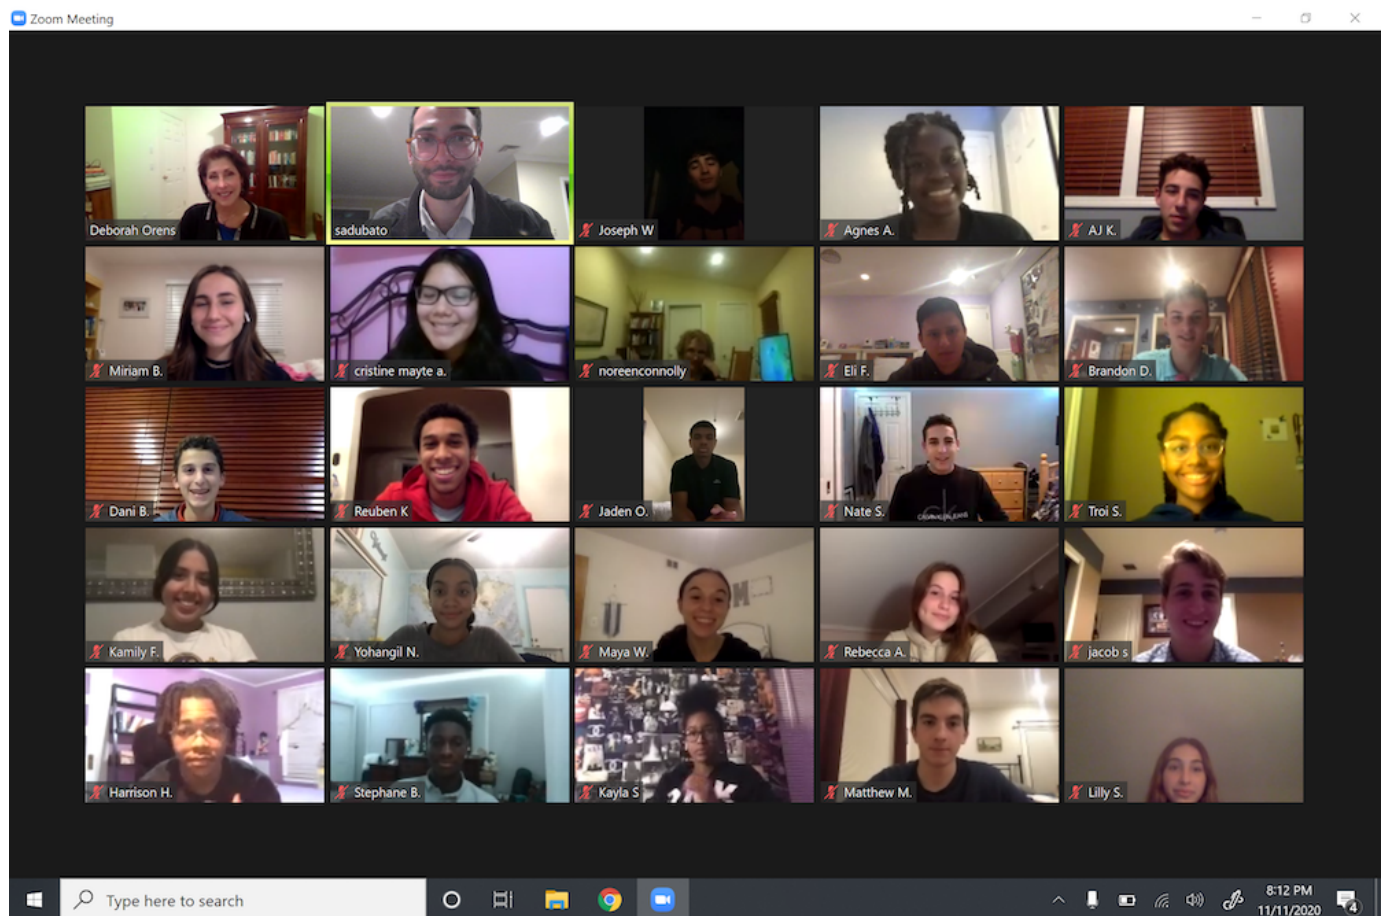 Zoom Meeting
Deborah Orens
sadubato
Joseph W
Agnes A.
AJ K.
Miriam B.
cristine mayte a.
noreenconnolly
Eli F.
Brandon D.
Dani B.
Reuben K
Jaden O.
Nate S.
Troi S.
Kamily F.
Yohangil N.
Maya W.
Rebecca A.
jacob s
Harrison H.
Stephane B.
Kayla S
Matthew M.
Lilly S.
Type here to search
8:12 PM
11/11/2020
4